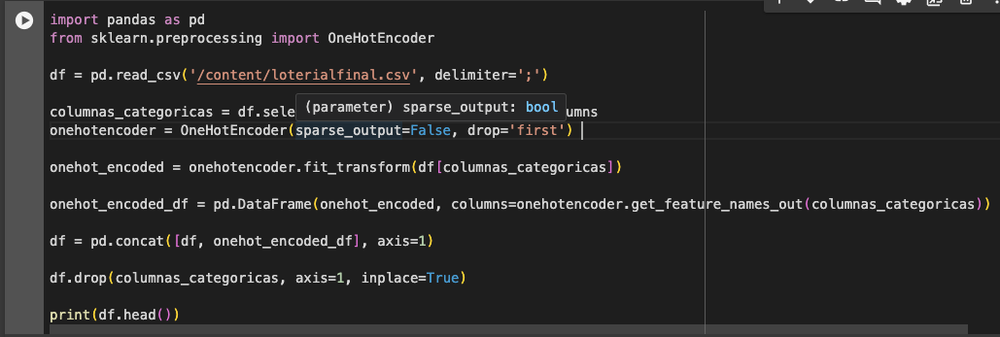 import pandas as pd
from sklearn.preprocessing import OneHotEncoder
df = pd.read_csv('/content/loterialfinal.csv', delimiter=';')
(parameter) sparse_output: bool
columnas_categoricas = df.sele umns
onehotencoder = OneHotEncoder(sparse_output=False, drop='first')
onehot_encoded = onehotencoder.fit_transform(df[columnas_categoricas])
onehot_encoded_df = pd.DataFrame(onehot_encoded, columns=onehotencoder.get_feature_names_out(columnas_categoricas))
df = pd.concat([df, onehot_encoded_df], axis=1)
df.drop(columnas_categoricas, axis=1, inplace=True)
print(df.head())